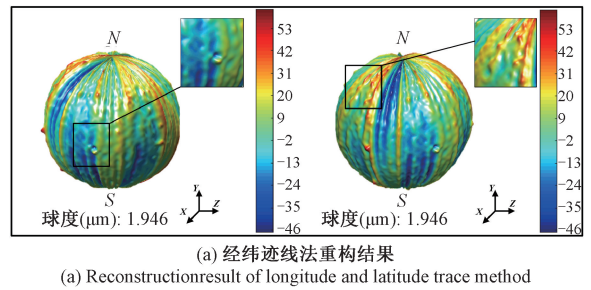 N
S
球度(μm): 1.946
Y
X
Z
53
42
31
20
9
−2
−13
−24
−35
−46
N
S
球度(μm): 1.946
Y
X
Z
53
42
31
20
9
−2
−13
−24
−35
−46
(a) 经纬迹线法重构结果
(a) Reconstructionresult of longitude and latitude trace method